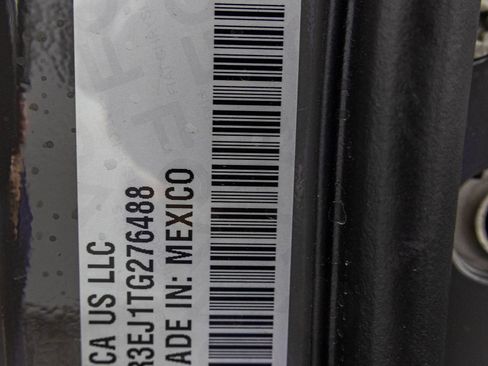 CA US LLC
R3EJ1TG276488
ADE IN: MEXICO